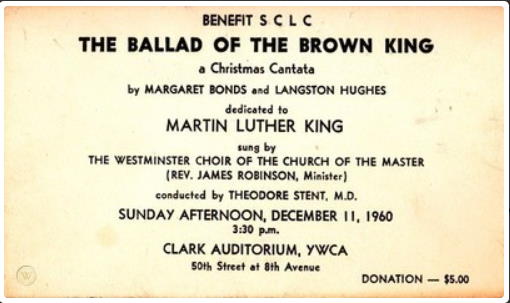 BENEFIT S C L C
THE BALLAD OF THE BROWN KING
a Christmas Cantata
by MARGARET BONDS and LANGSTON HUGHES
dedicated to
MARTIN LUTHER KING
sung by
THE WESTMINSTER CHOIR OF THE CHURCH OF THE MASTER
(REV. JAMES ROBINSON, Minister)
conducted by THEODORE STENT, M.D.
SUNDAY AFTERNOON, DECEMBER 11, 1960
3:30 p.m.
CLARK AUDITORIUM, YWCA
50th Street at 8th Avenue
DONATION — $5.00
W